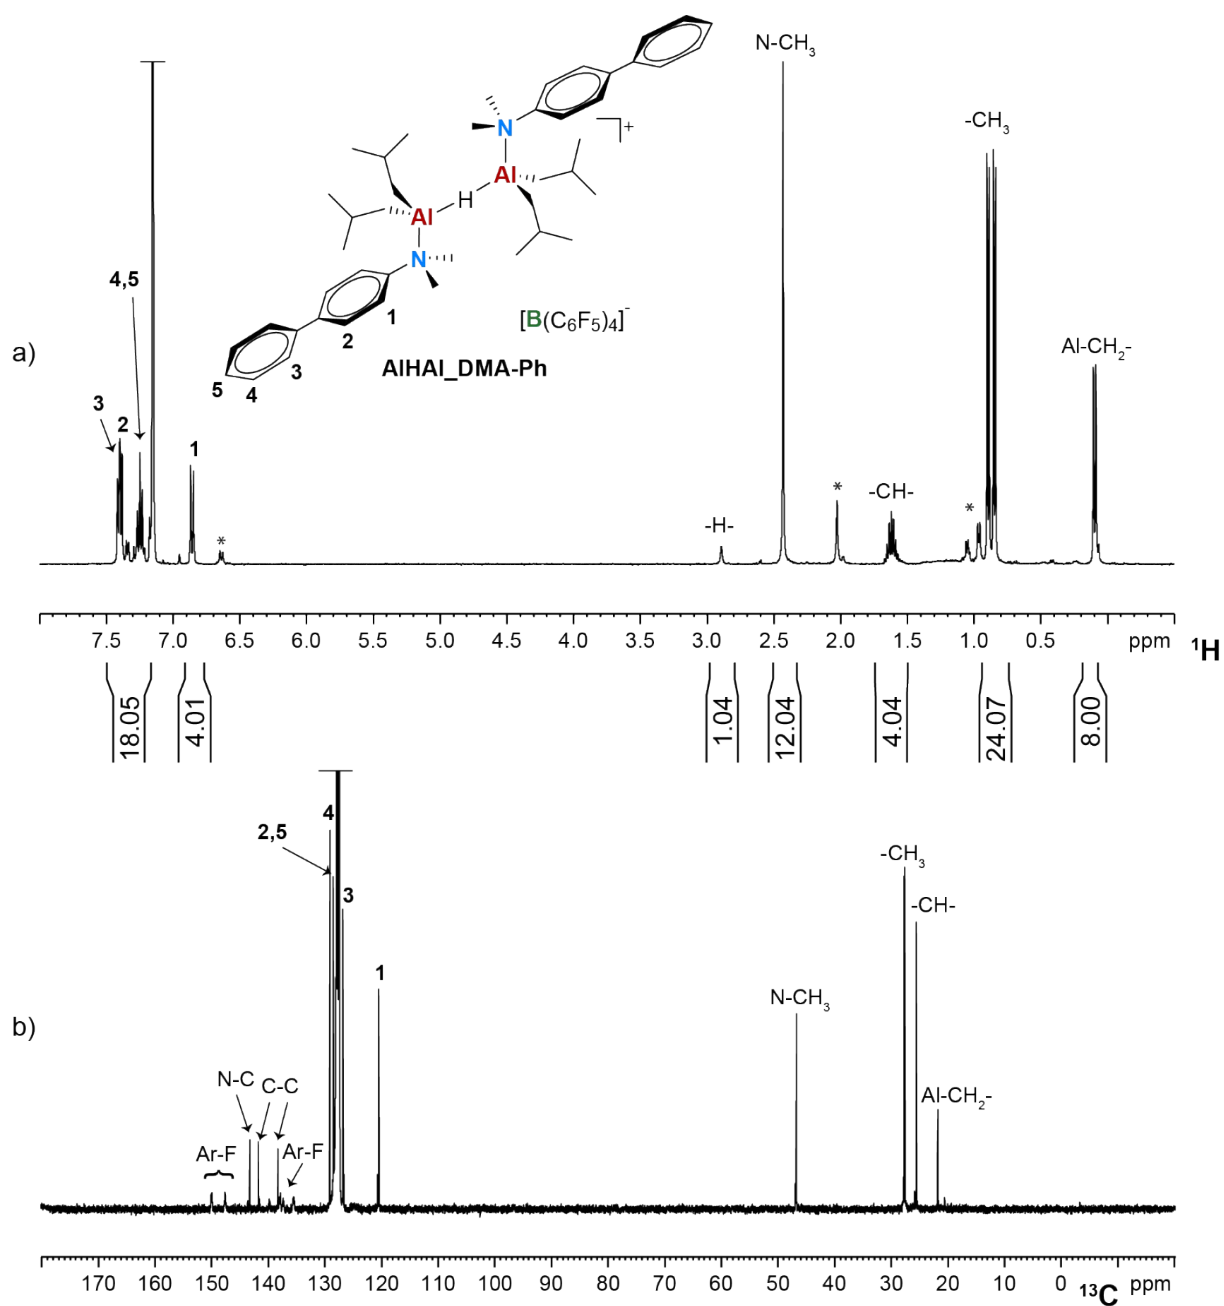 a)
N-CH3
-CH3
N
]+
Al
H
Al
N
4,5
1
2
3
4
5
[B(C6F5)4]-
AlHAl_DMA-Ph
Al-CH2-
3
2
1
*
-H-
*
-CH-
*
7.5 7.0 6.5 6.0 5.5 5.0 4.5 4.0 3.5 3.0 2.5 2.0 1.5 1.0 0.5 ppm 1H
18.05 4.01 1.04 12.04 4.04 24.07 8.00
b)
4
2,5
3
1
-CH3
-CH-
N-CH3
Al-CH2-
N-C
C-C
Ar-F
Ar-F
170 160 150 140 130 120 110 100 90 80 70 60 50 40 30 20 10 0 ppm
13C